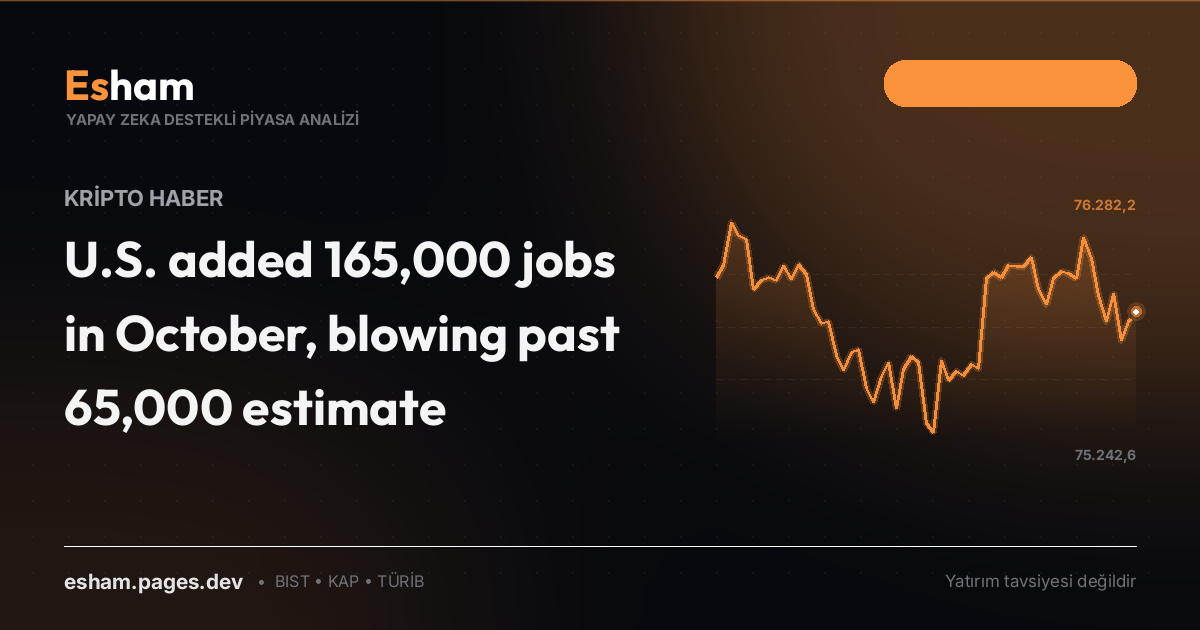 Esham
YAPAY ZEKA DESTEKLİ PİYASA ANALİZİ
KRİPTO HABER
U.S. added 165,000 jobs
in October, blowing past
65,000 estimate
76.282,2
75.242,6
esham.pages.dev • BIST • KAP • TÜRİB
Yatırım tavsiyesi değildir